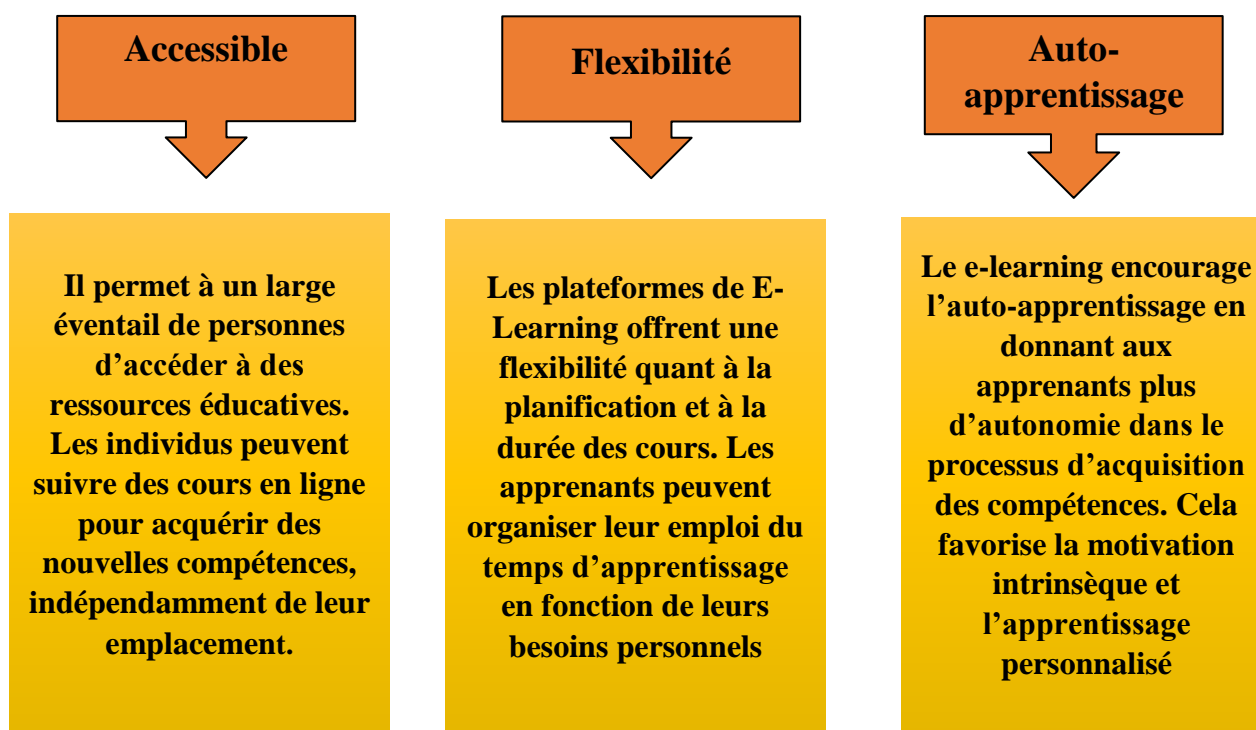 Accessible
Il permet à un large
éventail de personnes
d’accéder à des
ressources éducatives.
Les individus peuvent
suivre des cours en ligne
pour acquérir des
nouvelles compétences,
indépendamment de leur
emplacement.
Flexibilité
Les plateformes de E-
Learning offrent une
flexibilité quant à la
planification et à la
durée des cours. Les
apprenants peuvent
organiser leur emploi du
temps d’apprentissage
en fonction de leurs
besoins personnels
Auto-
apprentissage
Le e-learning encourage
l’auto-apprentissage en
donnant aux
apprenants plus
d’autonomie dans le
processus d’acquisition
des compétences. Cela
favorise la motivation
intrinsèque et
l’apprentissage
personnalisé